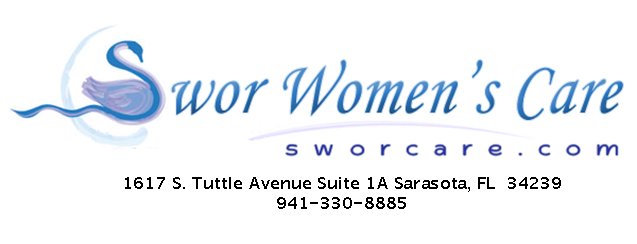 Swor Women's Care
sworcare.com
1617 S. Tuttle Avenue Suite 1A Sarasota, FL  34239
941-330-8885